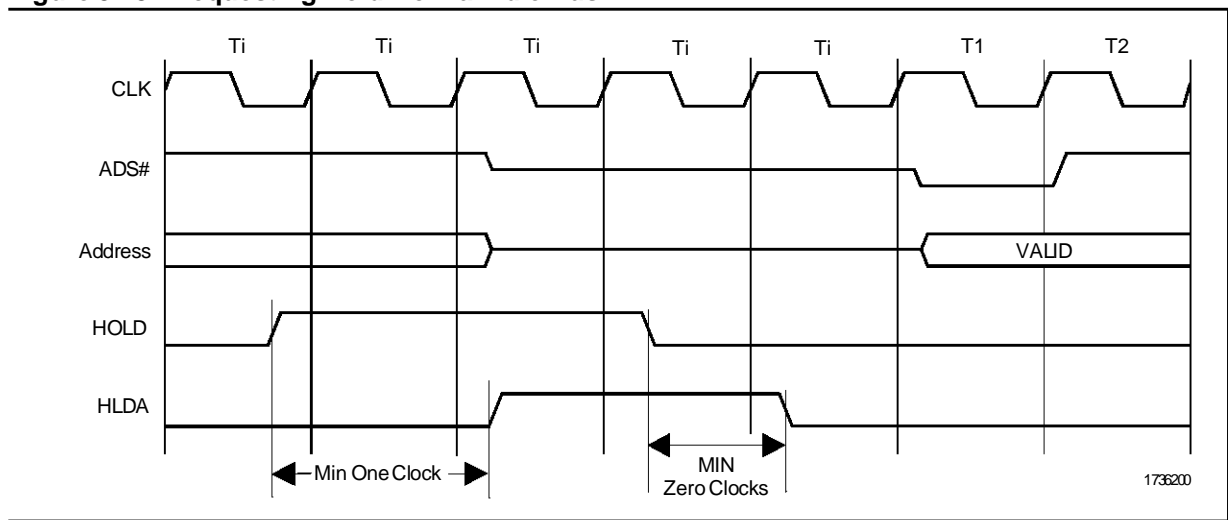 Ti Ti Ti Ti Ti T1 T2
CLK
ADS#
Address
VALID
HOLD
HLDA
Min One Clock
MIN
Zero Clocks
1736200